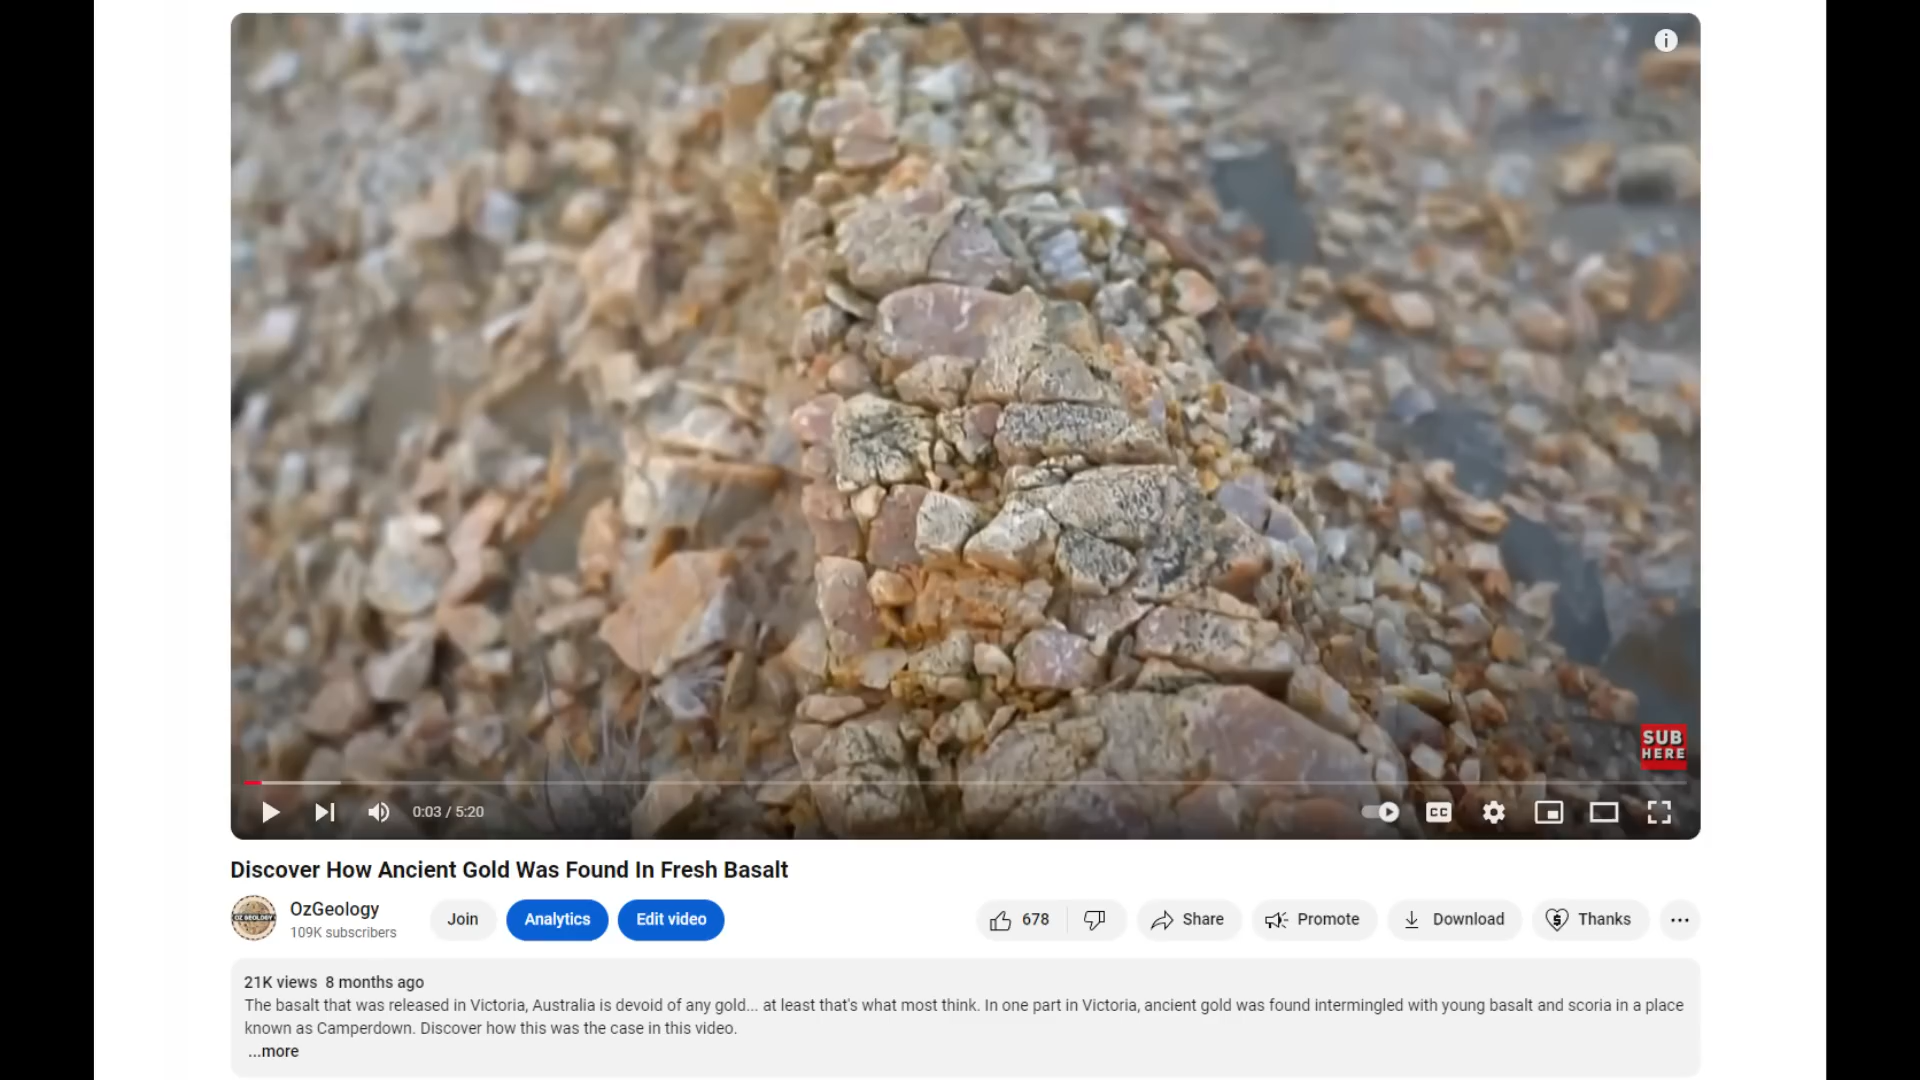 i
SUB
HERE
0:03 / 5:20
CC
Discover How Ancient Gold Was Found In Fresh Basalt
OZ GEOLOGY
OzGeology
109K subscribers
Join
Analytics
Edit video
678
Share
Promote
Download
Thanks
21K views 8 months ago
The basalt that was released in Victoria, Australia is devoid of any gold... at least that's what most think. In one part in Victoria, ancient gold was found intermingled with young basalt and scoria in a place
known as Camperdown. Discover how this was the case in this video.
...more